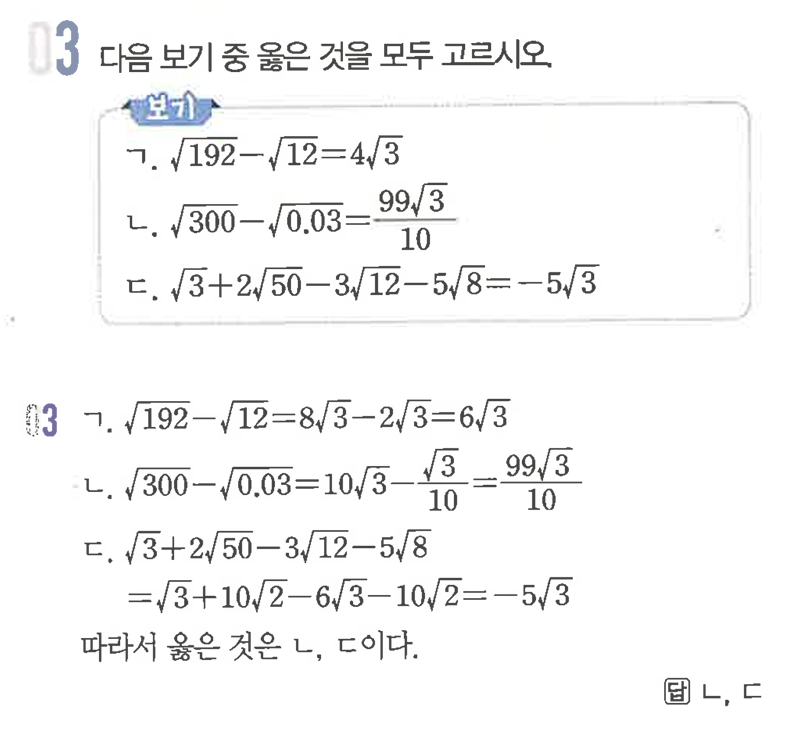 03 다음 보기 중 옳은 것을 모두 고르시오.
보기
ㄱ. √192−√12=4√3
ㄴ. √300−√0.03=99√3/10
ㄷ. √3+2√50−3√12−5√8=−5√3
03 ㄱ. √192−√12=8√3−2√3=6√3
ㄴ. √300−√0.03=10√3−√3/10=99√3/10
ㄷ. √3+2√50−3√12−5√8
=√3+10√2−6√3−10√2=−5√3
따라서 옳은 것은 ㄴ, ㄷ이다.
답 ㄴ, ㄷ